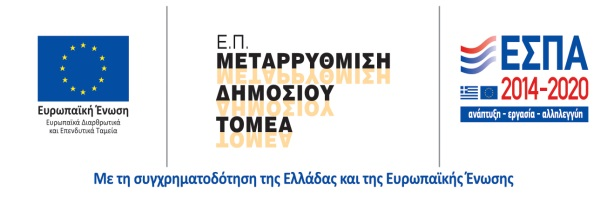 Ευρωπαϊκή Ένωση
Ευρωπαϊκά Διαρθρωτικά
και Επενδυτικά Ταμεία
Ε.Π.
ΜΕΤΑΡΡΥΘΜΙΣΗ
ΔΗΜΟΣΙΟΥ
ΤΟΜΕΑ
ΕΣΠΑ
2014-2020
ανάπτυξη - εργασία - αλληλεγγύη
Με τη συγχρηματοδότηση της Ελλάδας και της Ευρωπαϊκής Ένωσης